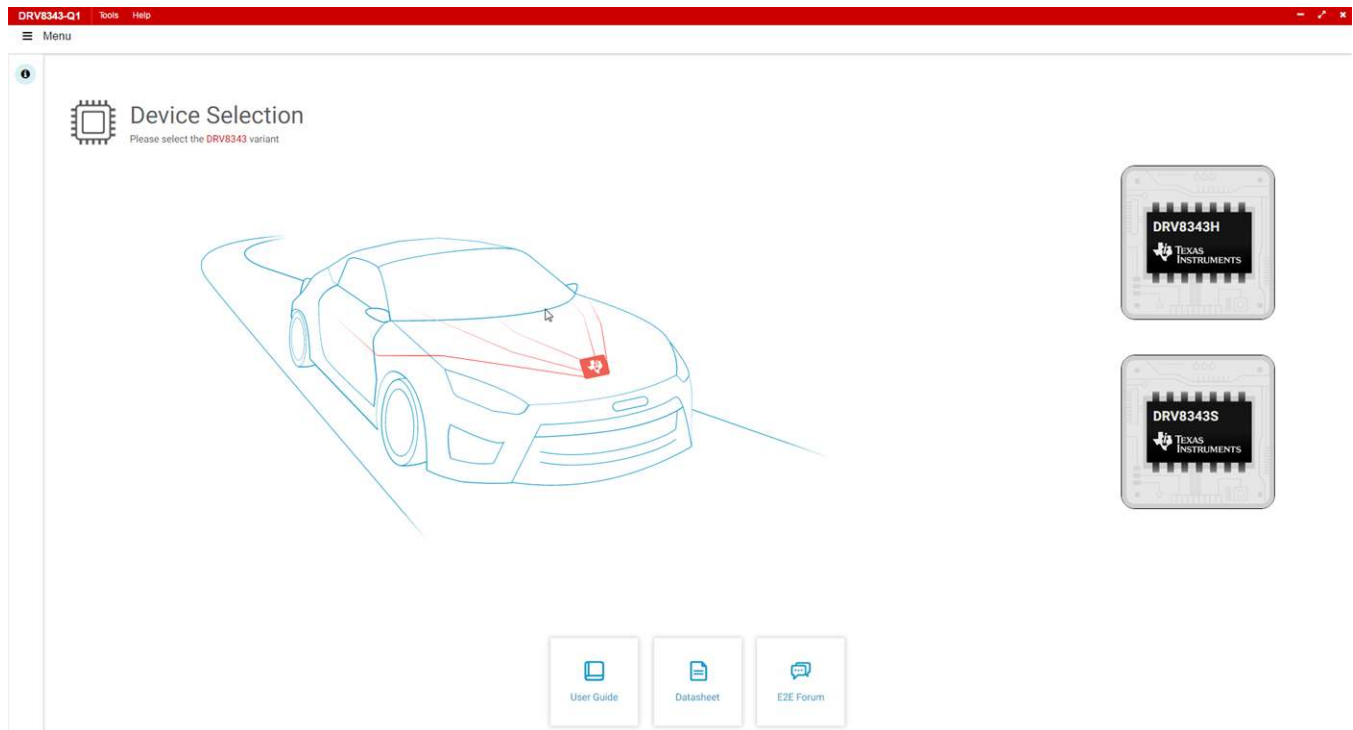 DRV8343-Q1 Tools Help
Menu
Device Selection
Please select the DRV8343 variant
DRV8343H
TEXAS
INSTRUMENTS
DRV8343S
TEXAS
INSTRUMENTS
User Guide
Datasheet
E2E Forum